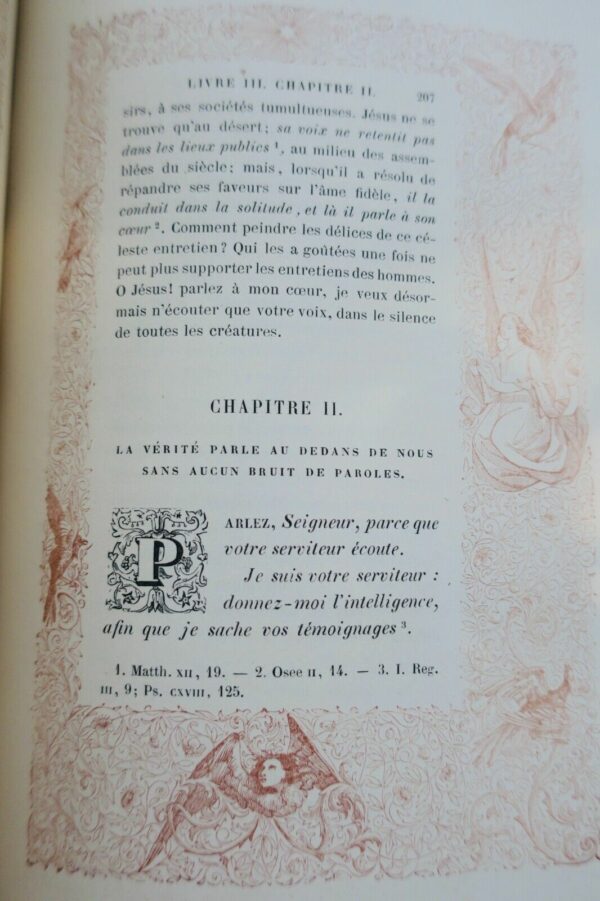 LIVRE III. CHAPITRE II. 207
sirs, à ses sociétés tumultueuses. Jésus ne se
trouve qu'au désert; sa voix ne retentit pas
dans les lieux publics ¹, au milieu des assem-
blées du siècle; mais, lorsqu'il a résolu de
répandre ses faveurs sur l'âme fidèle, il la
conduit dans la solitude, et là il parle à son
cœur ². Comment peindre les délices de ce cé-
leste entretien? Qui les a goûtées une fois ne
peut plus supporter les entretiens des hommes.
O Jésus! parlez à mon cœur, je veux désor-
mais n'écouter que votre voix, dans le silence
de toutes les créatures.
CHAPITRE II.
LA VÉRITÉ PARLE AU DEDANS DE NOUS
SANS AUCUN BRUIT DE PAROLES.
PARLEZ, Seigneur, parce que
votre serviteur écoute.
Je suis votre serviteur :
donnez-moi l'intelligence,
afin que je sache vos témoignages ³.
1. Matth. XII, 19. — 2. Osee II, 14. — 3. I. Reg.
III, 9; Ps. CXVIII, 125.